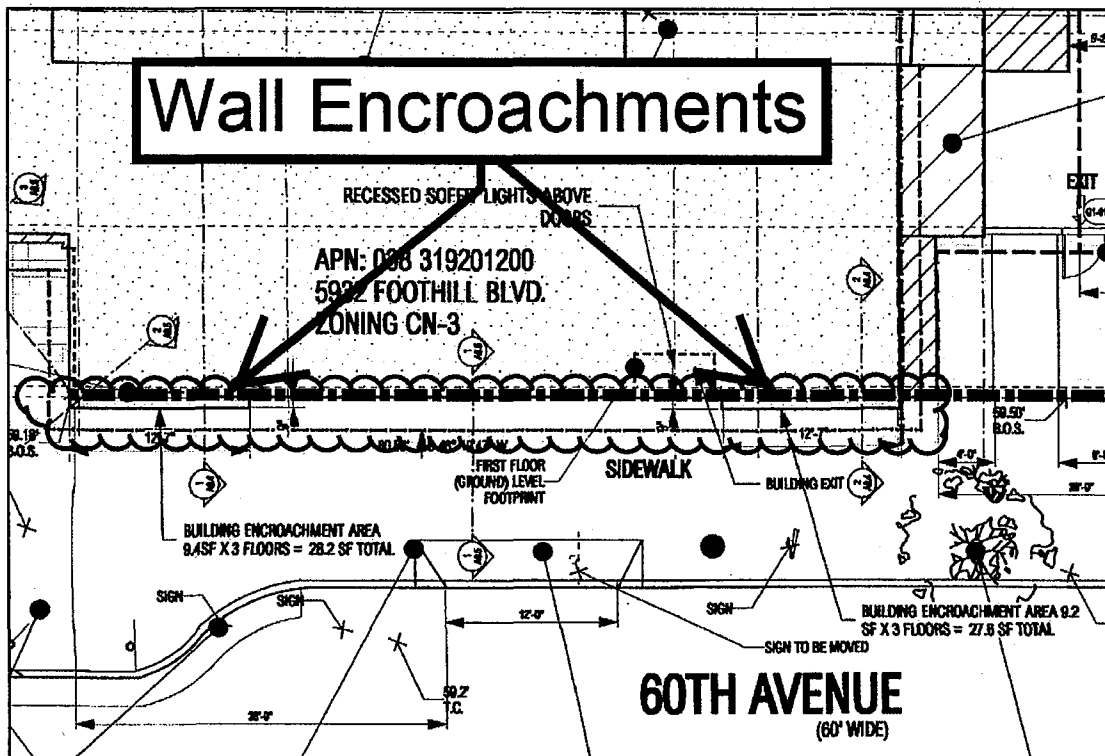 Wall Encroachments
RECESSED SOFFIT LIGHTS ABOVE
DOORS
EXIT
APN: 038 319201200
5932 FOOTHILL BLVD.
ZONING CN-3
59.50'
B.O.S.
B.O.S.
12'-7"
12'-7"
FIRST FLOOR
(GROUND) LEVEL
FOOTPRINT
SIDEWALK
BUILDING EXIT
BUILDING ENCROACHMENT AREA
9.4SF X 3 FLOORS = 28.2 SF TOTAL
SIGN
SIGN
12'-0"
SIGN
BUILDING ENCROACHMENT AREA 9.2
SF X 3 FLOORS = 27.6 SF TOTAL
SIGN TO BE MOVED
59.2'
T.C.
60TH AVENUE
(60' WIDE)